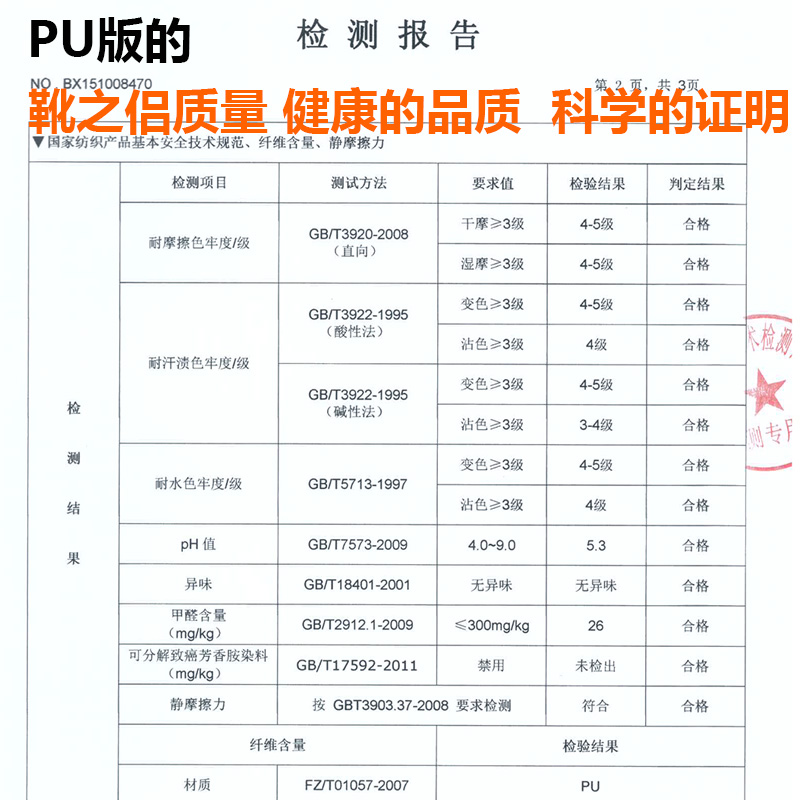 PU版的
检 测 报 告
NO BX151008470
第 2 页, 共 3页
靴之侣质量 健康的品质 科学的证明
▼国家纺织产品基本安全技术规范、纤维含量、静摩擦力
检测项目 测试方法 要求值 检验结果 判定结果
耐摩擦色牢度/级 GB/T3920-2008 (直向) 干摩≥3级 4-5级 合格
湿摩≥3级 4-5级 合格
耐汗渍色牢度/级 GB/T3922-1995 (酸性法) 变色≥3级 4-5级 合格
沾色≥3级 4级 合格
GB/T3922-1995 (碱性法) 变色≥3级 4-5级 合格
沾色≥3级 3-4级 合格
耐水色牢度/级 GB/T5713-1997 变色≥3级 4-5级 合格
沾色≥3级 4级 合格
pH 值 GB/T7573-2009 4.0~9.0 5.3 合格
异味 GB/T18401-2001 无异味 无异味 合格
甲醛含量 (mg/kg) GB/T2912.1-2009 ≤300mg/kg 26 合格
可分解致癌芳香胺染料 (mg/kg) GB/T17592-2011 禁用 未检出 合格
静摩擦力 按 GBT3903.37-2008 要求检测 符合 合格
纤维含量 检验结果
材质 FZ/T01057-2007 PU
检测结果
术检测
测专用